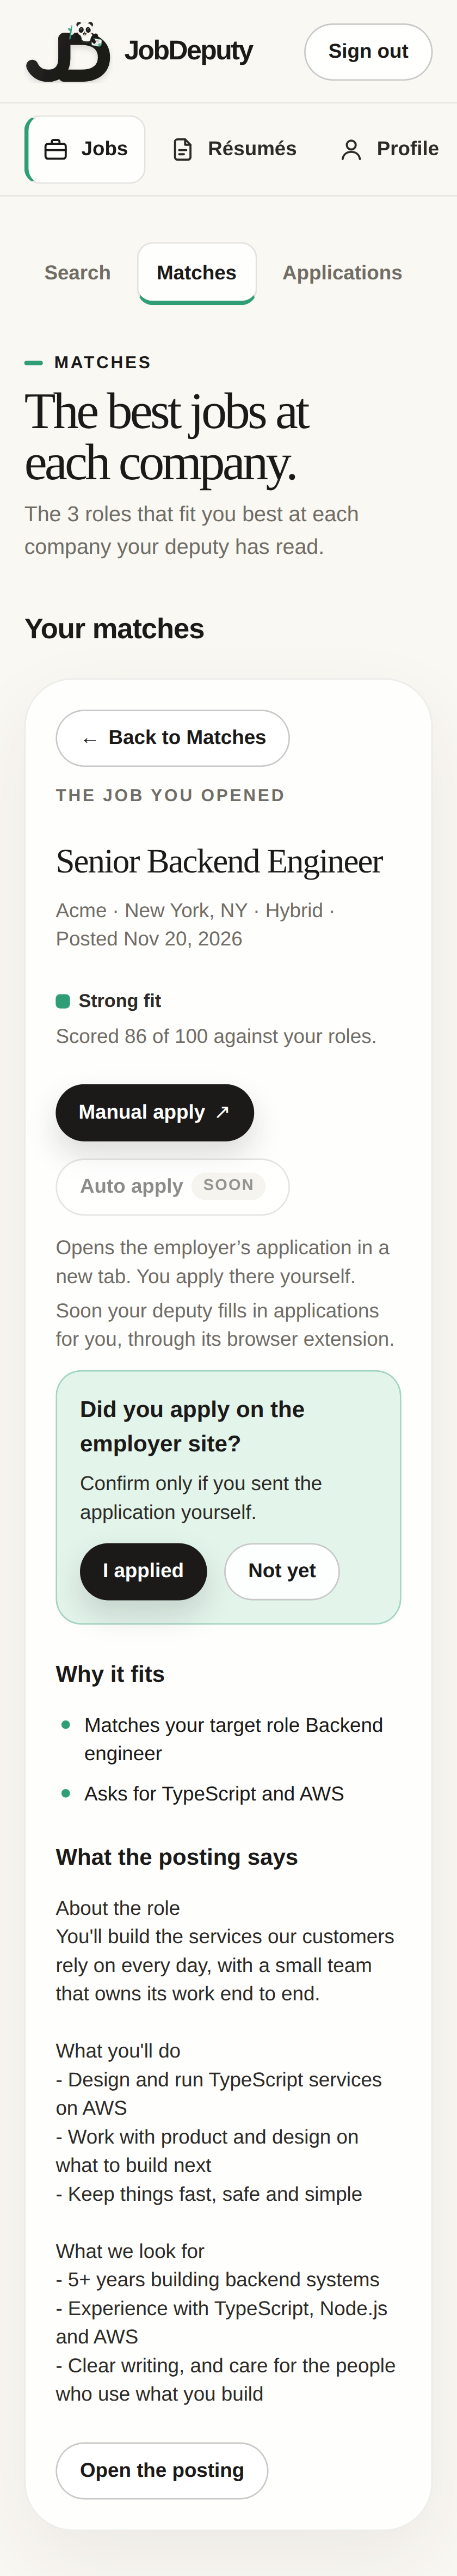 JobDeputy
Sign out
Jobs
Résumés
Profile
Search
Matches
Applications
MATCHES
The best jobs at
each company.
The 3 roles that fit you best at each
company your deputy has read.
Your matches
← Back to Matches
THE JOB YOU OPENED
Senior Backend Engineer
Acme · New York, NY · Hybrid ·
Posted Nov 20, 2026
Strong fit
Scored 86 of 100 against your roles.
Manual apply ↗
Auto apply SOON
Opens the employer’s application in a
new tab. You apply there yourself.
Soon your deputy fills in applications
for you, through its browser extension.
Did you apply on the
employer site?
Confirm only if you sent the
application yourself.
I applied
Not yet
Why it fits
Matches your target role Backend
engineer
Asks for TypeScript and AWS
What the posting says
About the role
You'll build the services our customers
rely on every day, with a small team
that owns its work end to end.
What you'll do
- Design and run TypeScript services
on AWS
- Work with product and design on
what to build next
- Keep things fast, safe and simple
What we look for
- 5+ years building backend systems
- Experience with TypeScript, Node.js
and AWS
- Clear writing, and care for the people
who use what you build
Open the posting